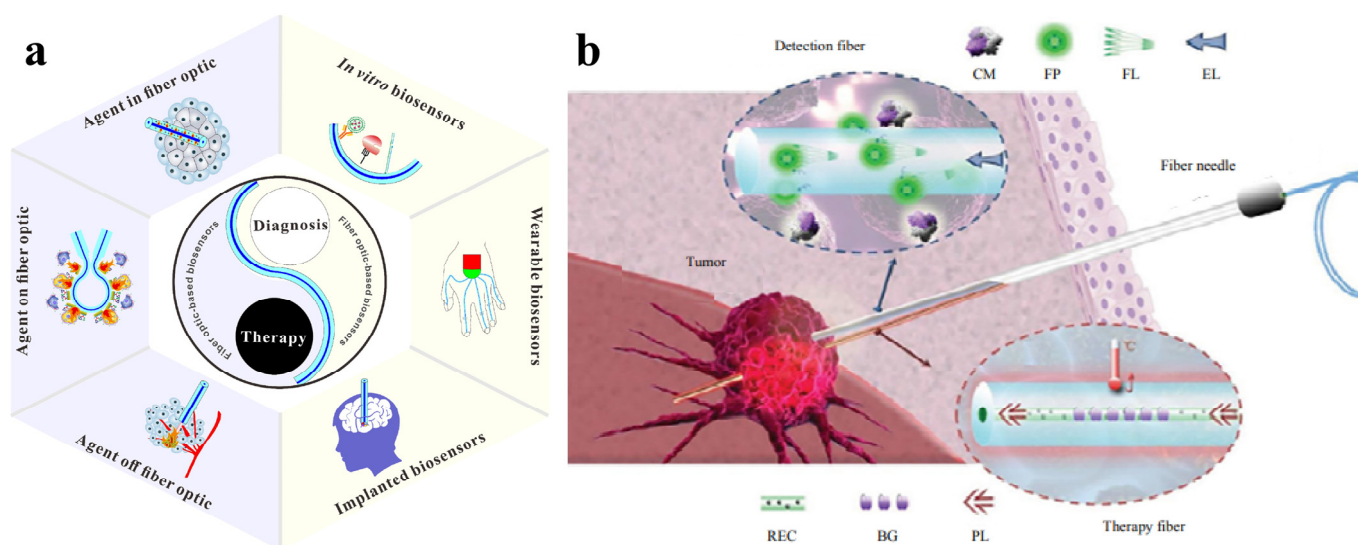 a
Agent in fiber optic
In vitro biosensors
Agent on fiber optic
Wearable biosensors
Diagnosis
Fiber optic-based biosensors
Fiber optic-based biosensors
Therapy
Agent off fiber optic
Implanted biosensors
b
Detection fiber
CM
FP
FL
EL
Fiber needle
Tumor
°C
REC
BG
PL
Therapy fiber